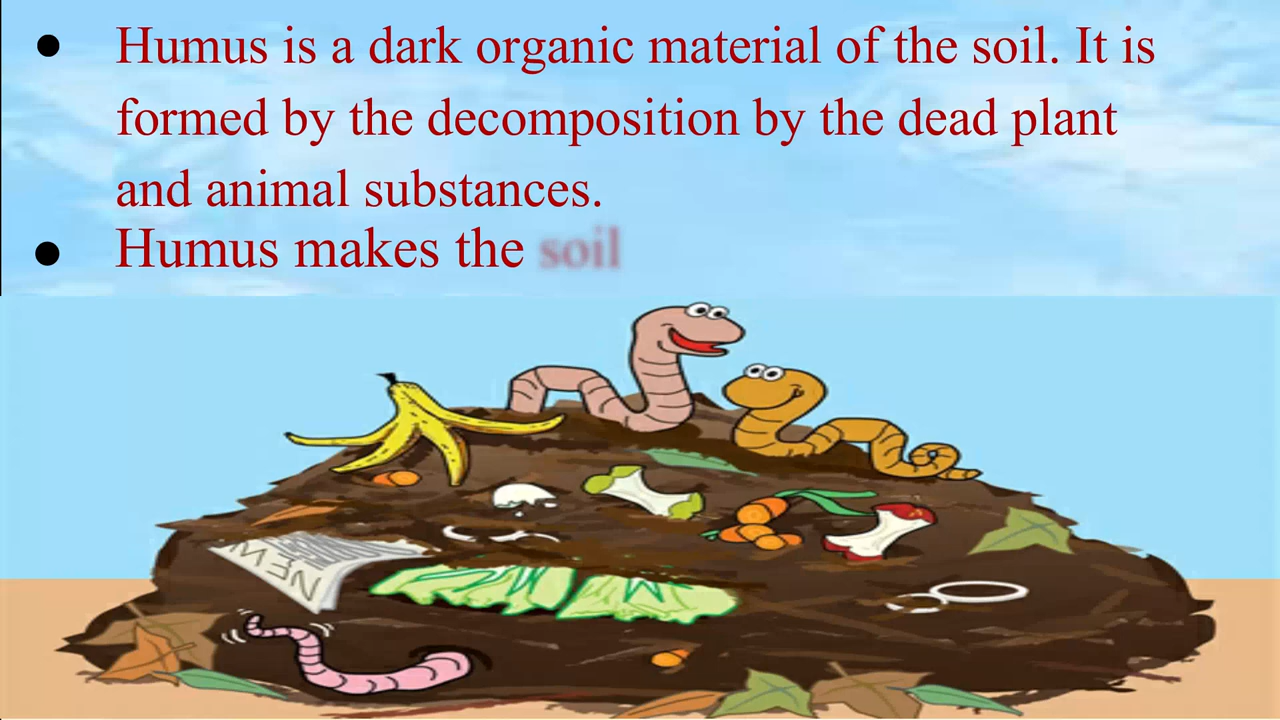 ● Humus is a dark organic material of the soil. It is
formed by the decomposition by the dead plant
and animal substances.
● Humus makes the soil
NEW